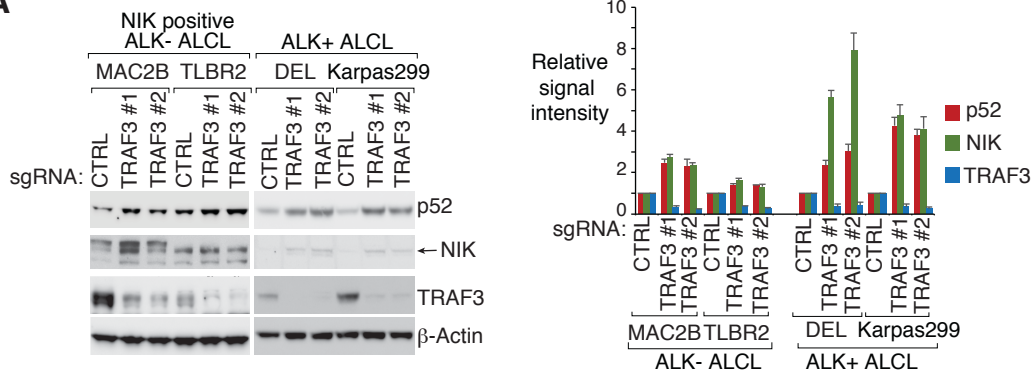 A
NIK positive
ALK- ALCL
ALK+ ALCL
MAC2B TLBR2 DEL Karpas299
sgRNA: CTRL TRAF3 #1 TRAF3 #2 CTRL TRAF3 #1 TRAF3 #2 CTRL TRAF3 #1 TRAF3 #2 CTRL TRAF3 #1 TRAF3 #2
p52
←NIK
TRAF3
β-Actin
Relative
signal
intensity
10
8
6
4
2
0
p52
NIK
TRAF3
sgRNA: CTRL TRAF3 #1 TRAF3 #2 CTRL TRAF3 #1 TRAF3 #2 CTRL TRAF3 #1 TRAF3 #2 CTRL TRAF3 #1 TRAF3 #2
MAC2B TLBR2 DEL Karpas299
ALK- ALCL ALK+ ALCL